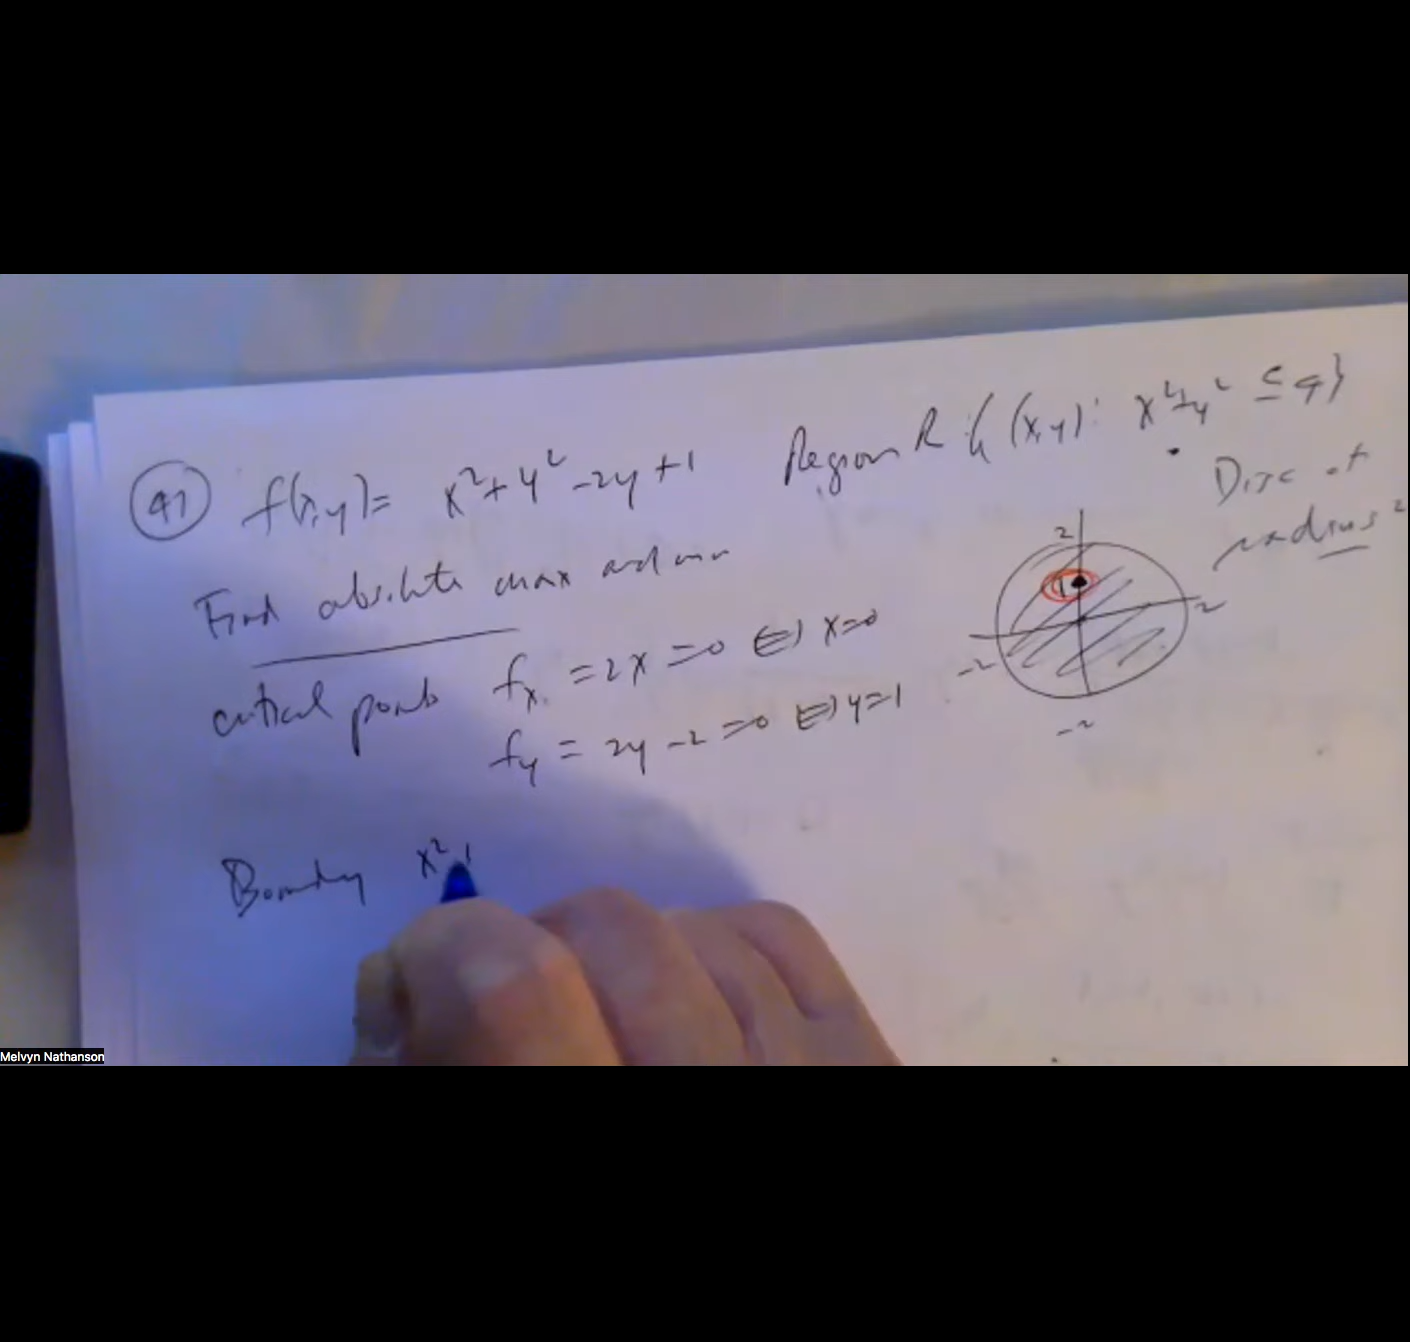 41 f(x,y) = x² + y² - 2y + 1 Region R : { (x,y) : x² + y² ≤ 4 }
Disc of
radius 2
Find absolute max and min
2
1
2
-2
-2
critical points fx = 2x = 0 ⇔ x = 0
fy = 2y - 2 = 0 ⇔ y = 1
Boundary x²
Melvyn Nathanson